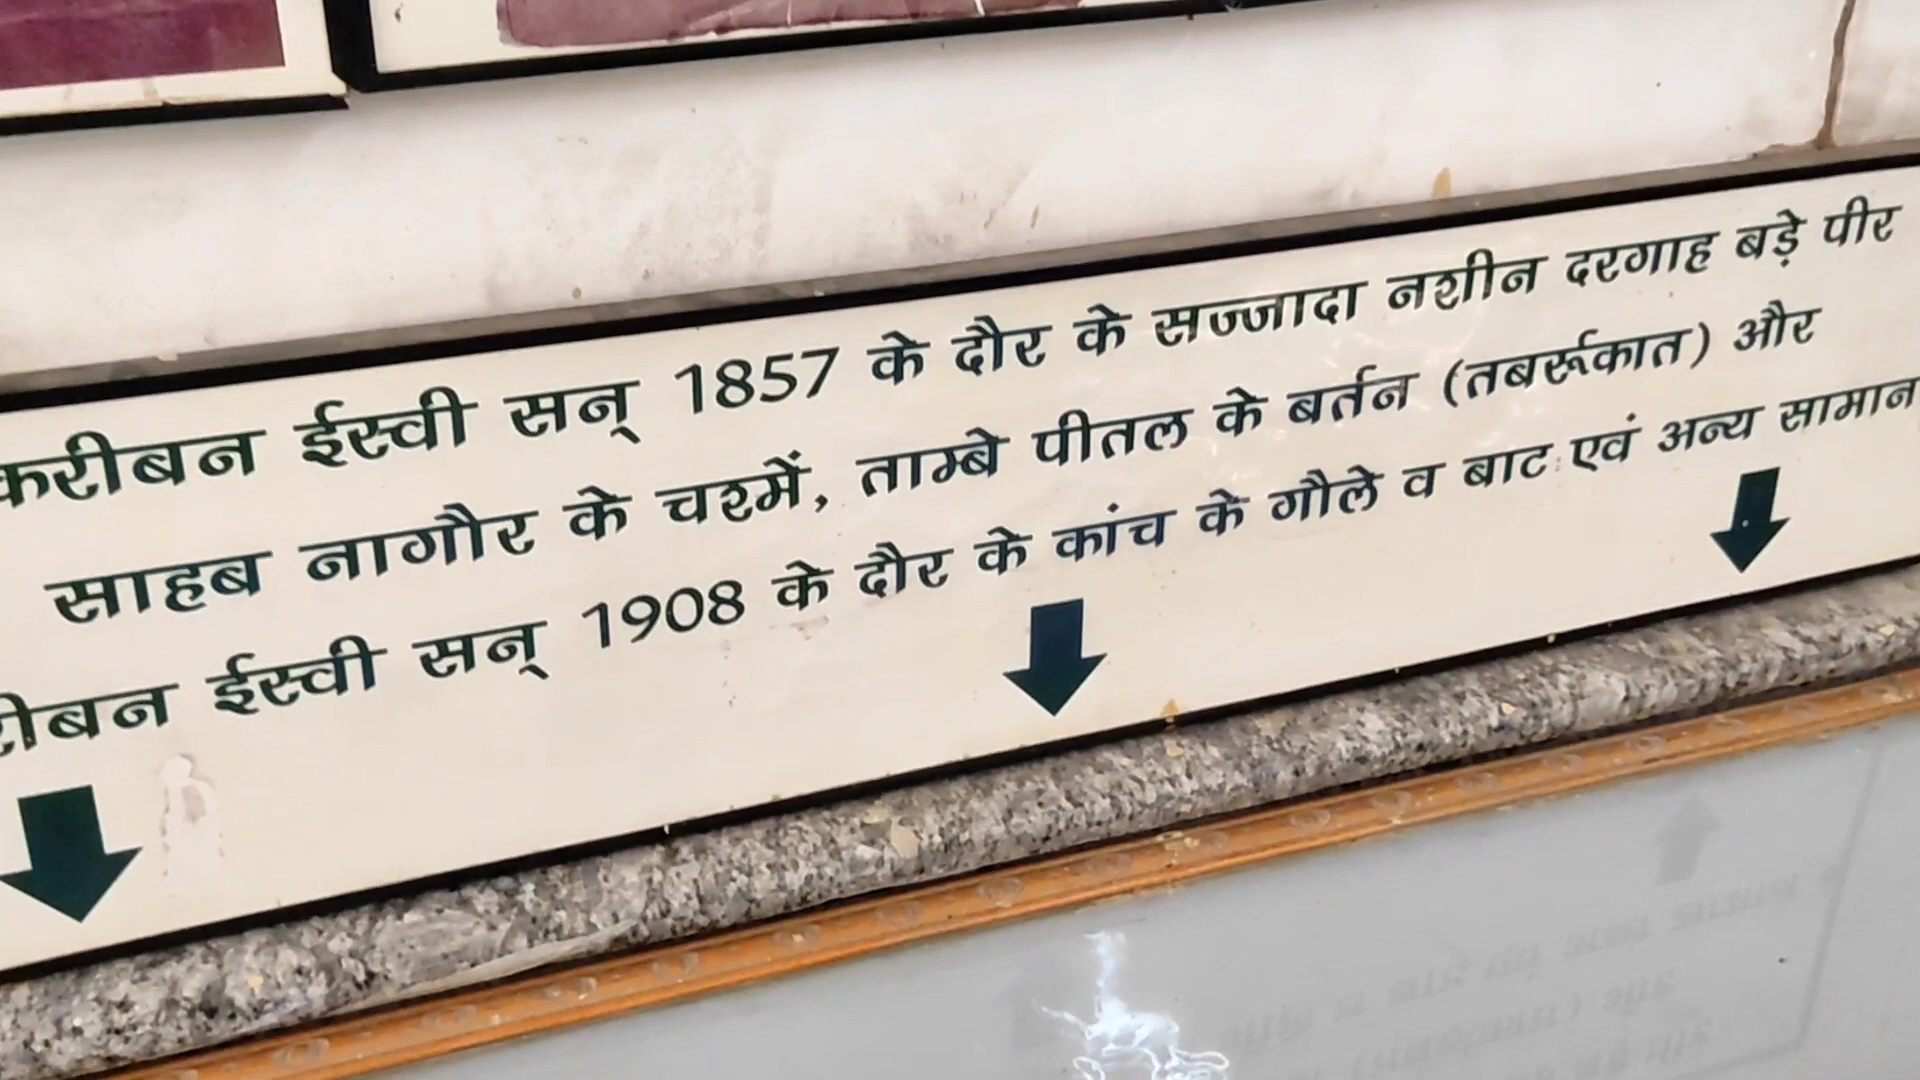 करीबन ईस्वी सन् 1857 के दौर के सज्जादा नशीन दरगाह बड़े पीर
साहब नागौर के चश्में, ताम्बे पीतल के बर्तन (तबर्रूकात) और
रीबन ईस्वी सन् 1908 के दौर के कांच के गौले व बाट एवं अन्य सामान